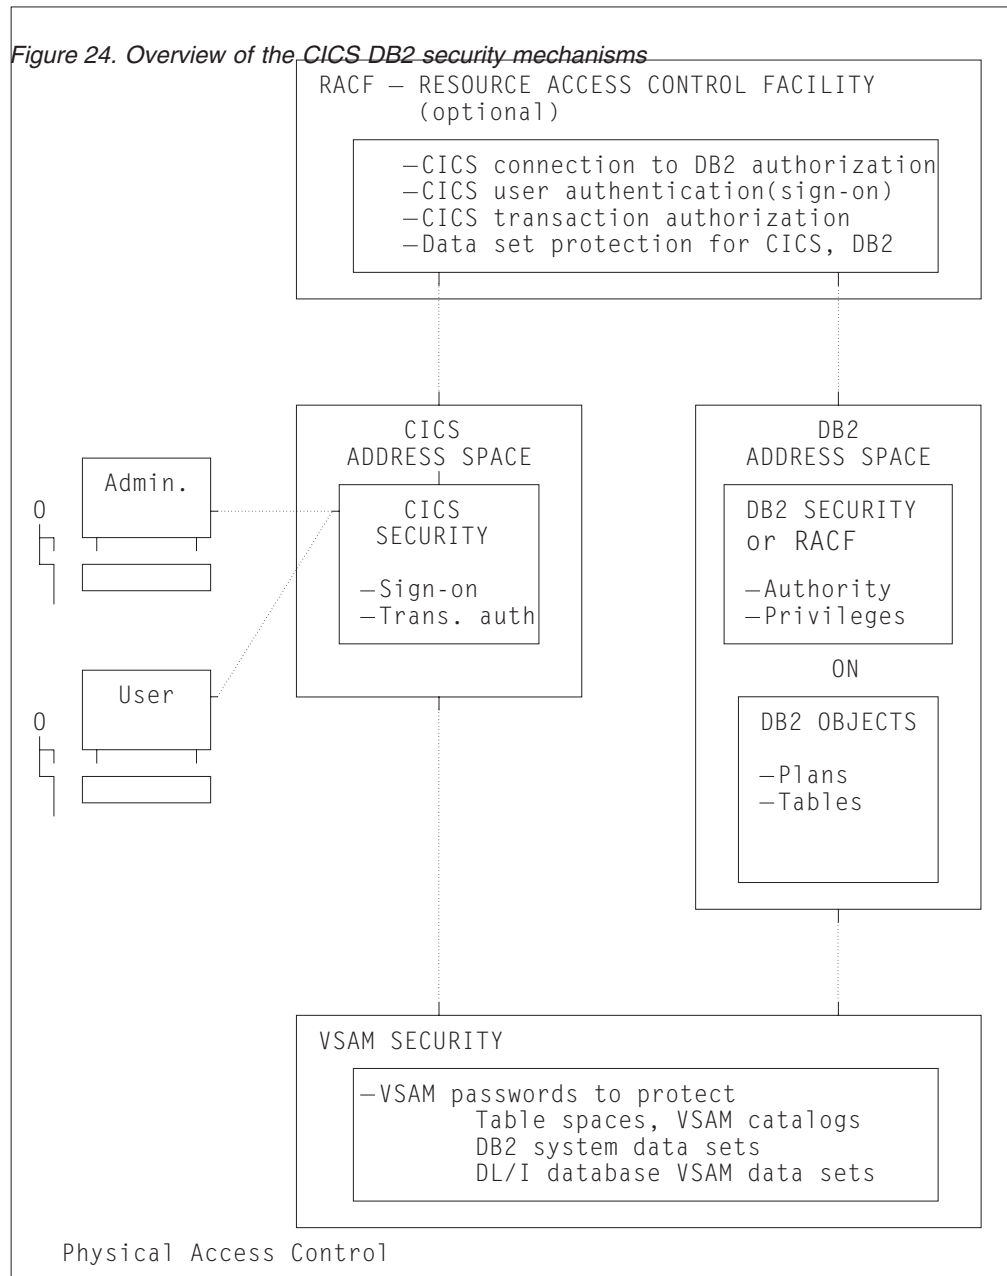 Figure 24. Overview of the CICS DB2 security mechanisms
RACF — RESOURCE ACCESS CONTROL FACILITY
(optional)
—CICS connection to DB2 authorization
—CICS user authentication(sign-on)
—CICS transaction authorization
—Data set protection for CICS, DB2
CICS
ADDRESS SPACE
CICS
SECURITY
—Sign-on
—Trans. auth
DB2
ADDRESS SPACE
DB2 SECURITY
or RACF
—Authority
—Privileges
ON
DB2 OBJECTS
—Plans
—Tables
Admin.
User
VSAM SECURITY
—VSAM passwords to protect
Table spaces, VSAM catalogs
DB2 system data sets
DL/I database VSAM data sets
Physical Access Control